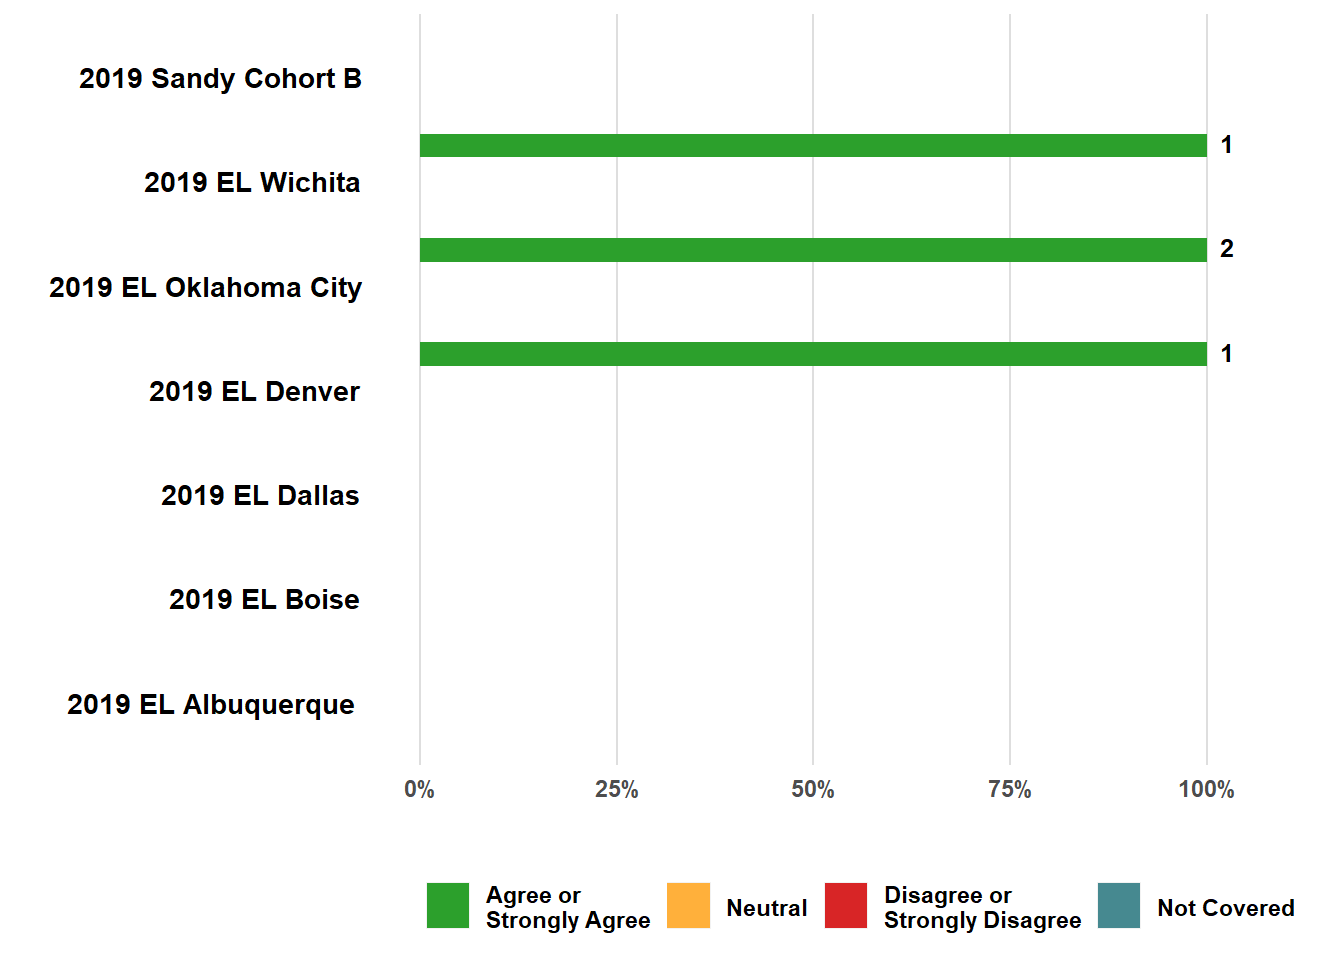 2019 Sandy Cohort B
1
2019 EL Wichita
2
2019 EL Oklahoma City
1
2019 EL Denver
2019 EL Dallas
2019 EL Boise
2019 EL Albuquerque
0% 25% 50% 75% 100%
Agree or
Strongly Agree
Neutral
Disagree or
Strongly Disagree
Not Covered